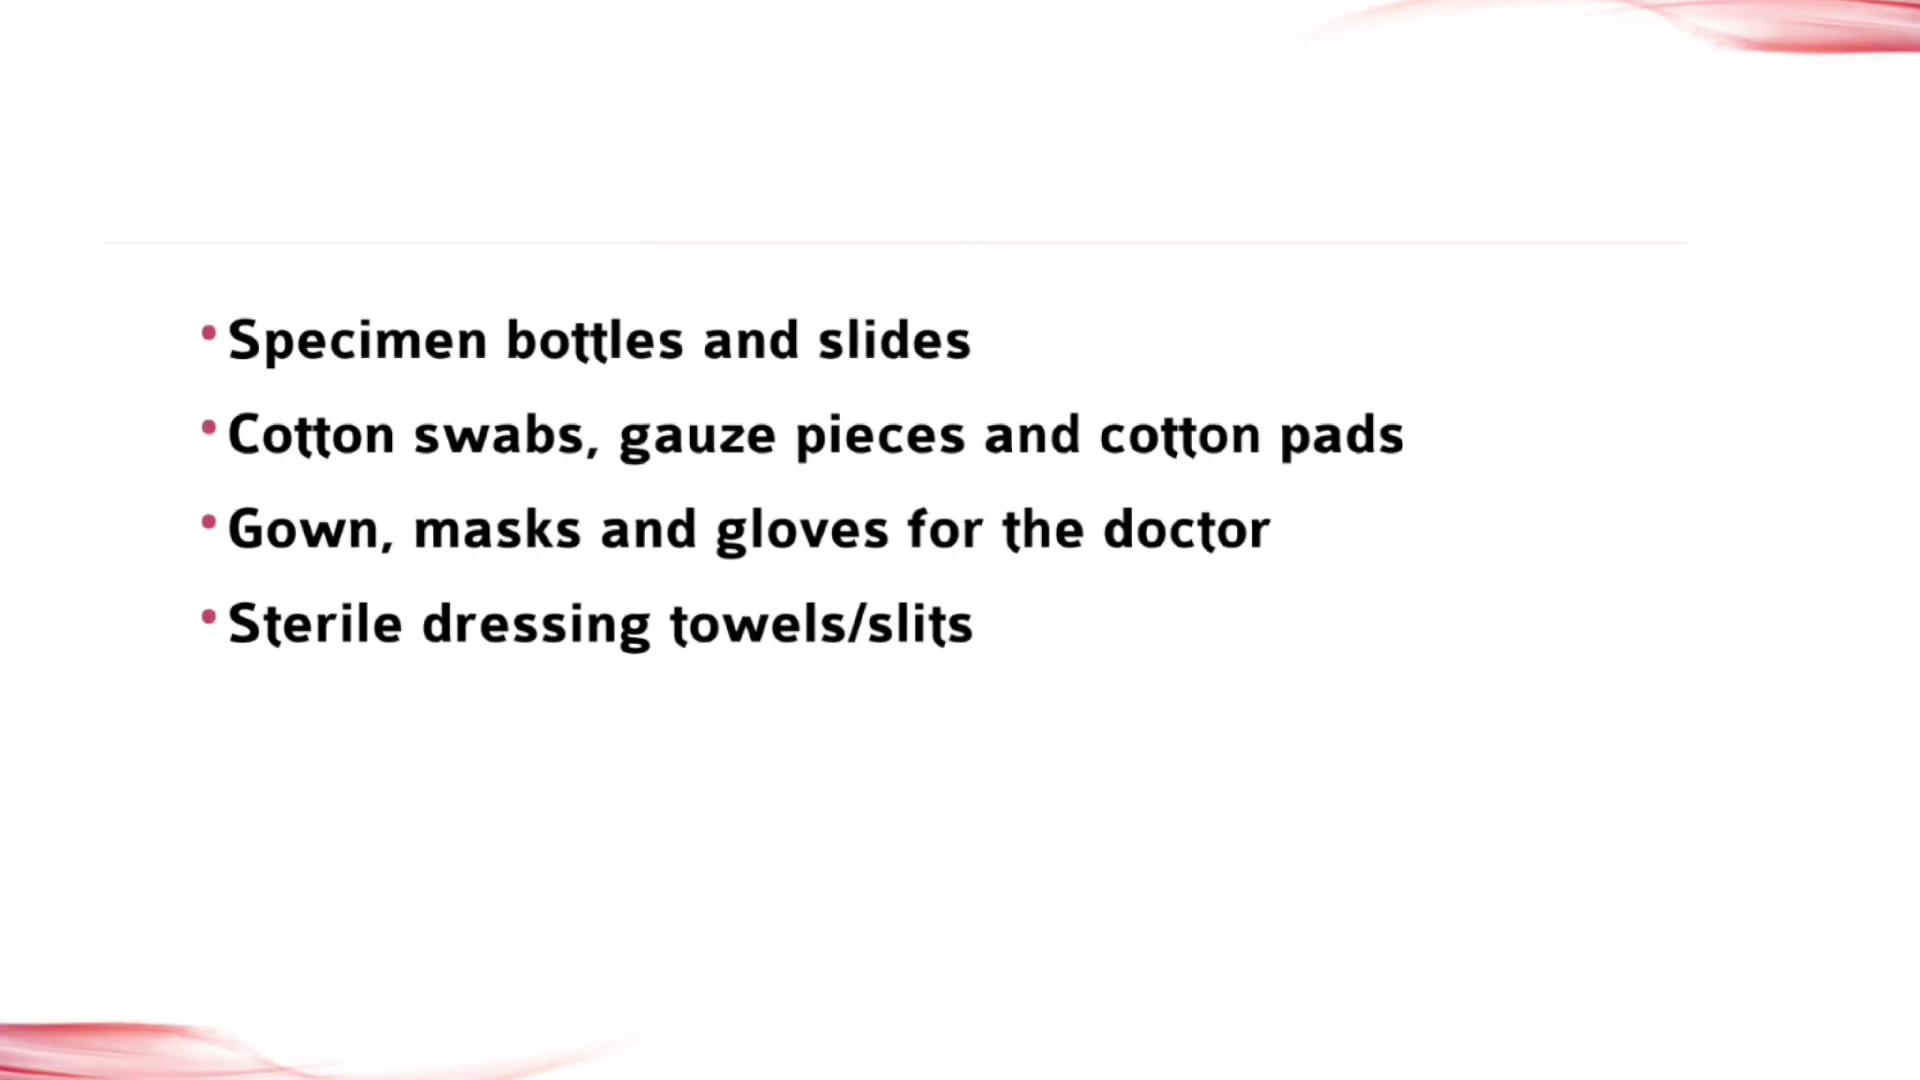 • Specimen bottles and slides
• Cotton swabs, gauze pieces and cotton pads
• Gown, masks and gloves for the doctor
• Sterile dressing towels/slits